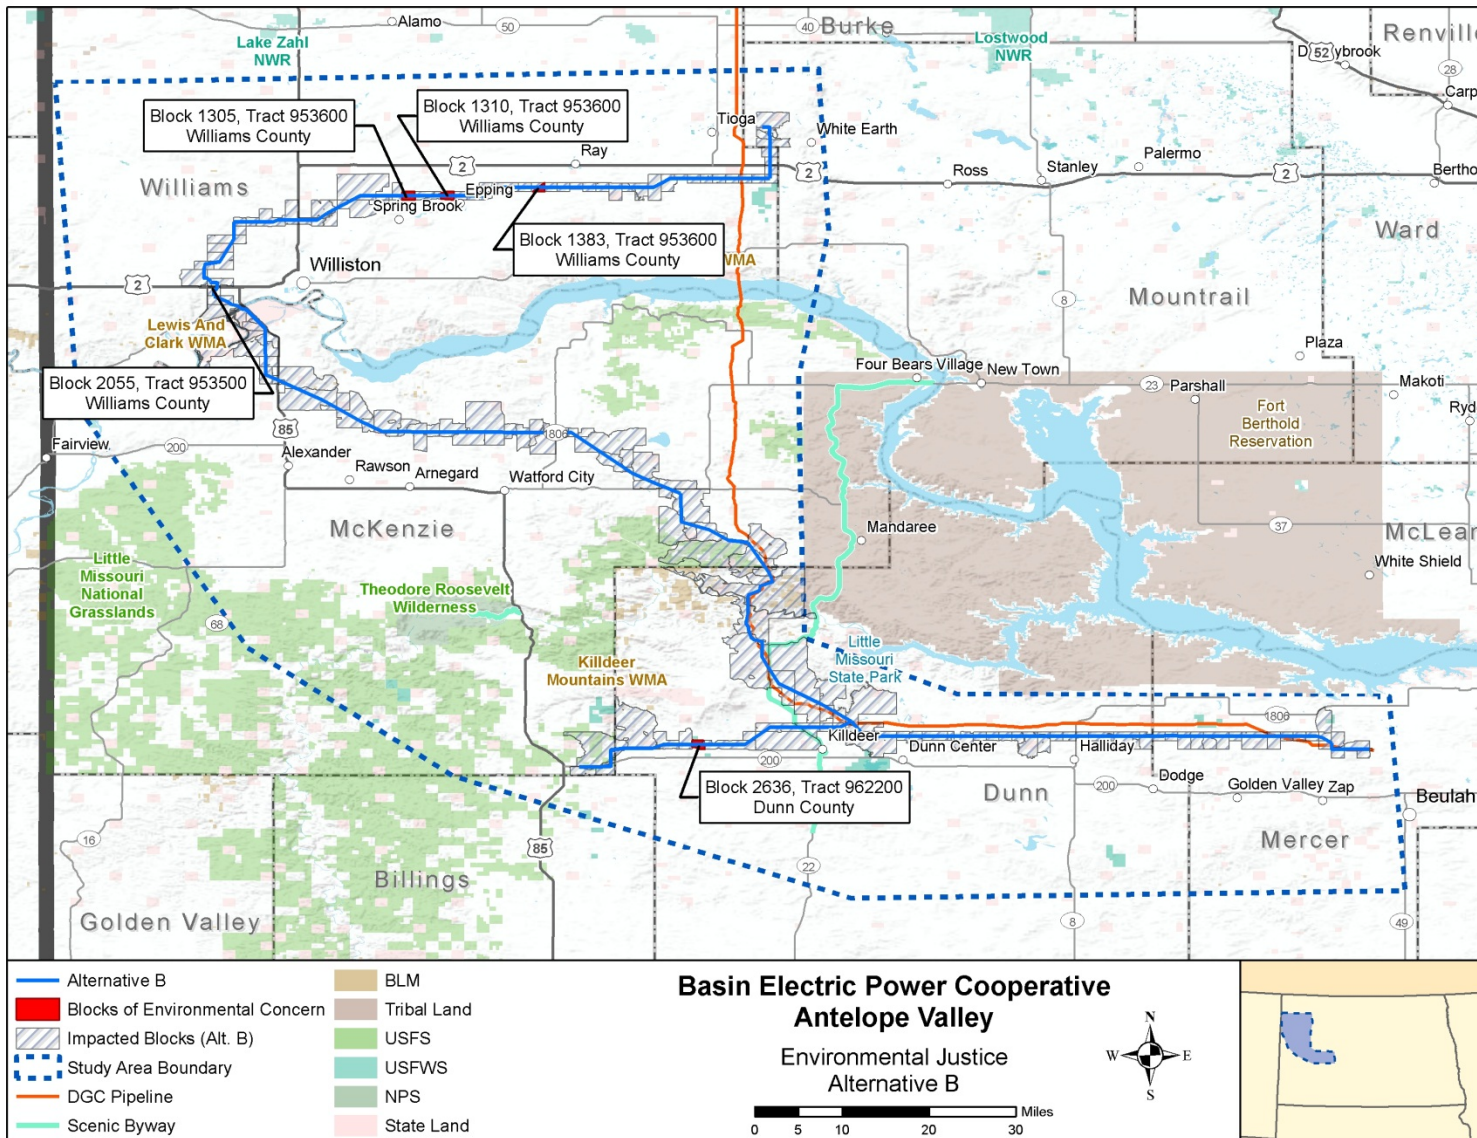 Alamo
50
40
Burke
Renville
Lake Zahl
NWR
Lostwood
NWR
52
28
Carp
Block 1305, Tract 953600
Williams County
Block 1310, Tract 953600
Williams County
Tioga
White Earth
Ray
2
2
Ross
Stanley
Palermo
2
Bertho
Williams
Epping
Spring Brook
Block 1383, Tract 953600
Williams County
WMA
Ward
2
Williston
8
Mountrail
Lewis And
Clark WMA
Plaza
Block 2055, Tract 953500
Williams County
Four Bears Village
New Town
23
Parshall
Makoti
Ryd
Fort
Berthold
Reservation
85
1806
Fairview
200
Alexander
Rawson
Arnegard
Watford City
McKenzie
Mandaree
37
McLean
White Shield
Little
Missouri
National
Grasslands
Theodore Roosevelt
Wilderness
68
Little
Missouri
State Park
Killdeer
Mountains WMA
1806
Killdeer
200
Dunn Center
Halliday
Block 2636, Tract 962200
Dunn County
Dunn
200
Dodge
Golden Valley
Zap
Beulah
16
85
Mercer
22
Billings
Golden Valley
8
49
Alternative B
Blocks of Environmental Concern
Impacted Blocks (Alt. B)
Study Area Boundary
DGC Pipeline
Scenic Byway
BLM
Tribal Land
USFS
USFWS
NPS
State Land
Basin Electric Power Cooperative
Antelope Valley
Environmental Justice
Alternative B
Miles
0 5 10 20 30
N
W E
S